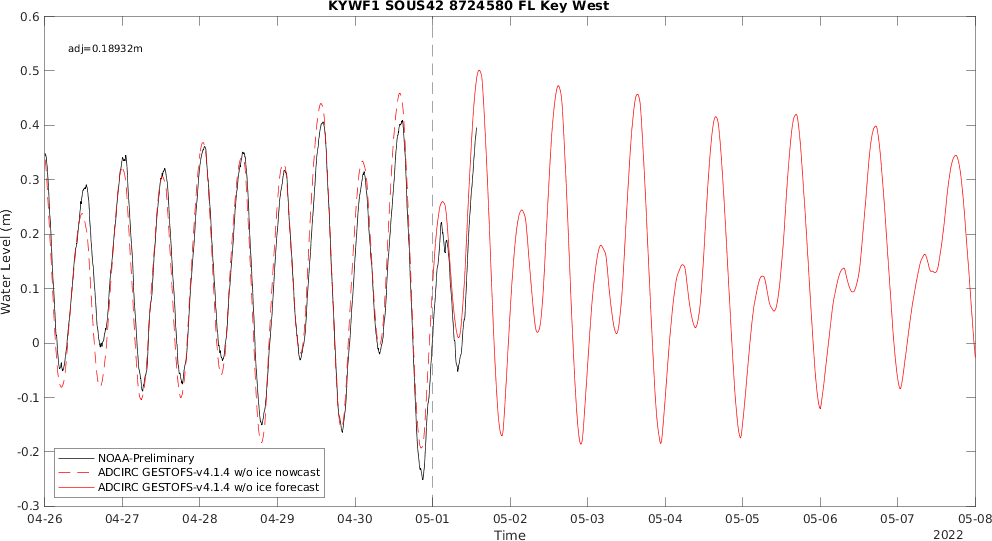 KYWF1 SOUS42 8724580 FL Key West
adj=0.18932m
0.6
0.5
0.4
0.3
0.2
0.1
0
-0.1
-0.2
-0.3
Water Level (m)
NOAA-Preliminary
ADCIRC GESTOFS-v4.1.4 w/o ice nowcast
ADCIRC GESTOFS-v4.1.4 w/o ice forecast
04-26 04-27 04-28 04-29 04-30 05-01 05-02 05-03 05-04 05-05 05-06 05-07 05-08
Time
2022